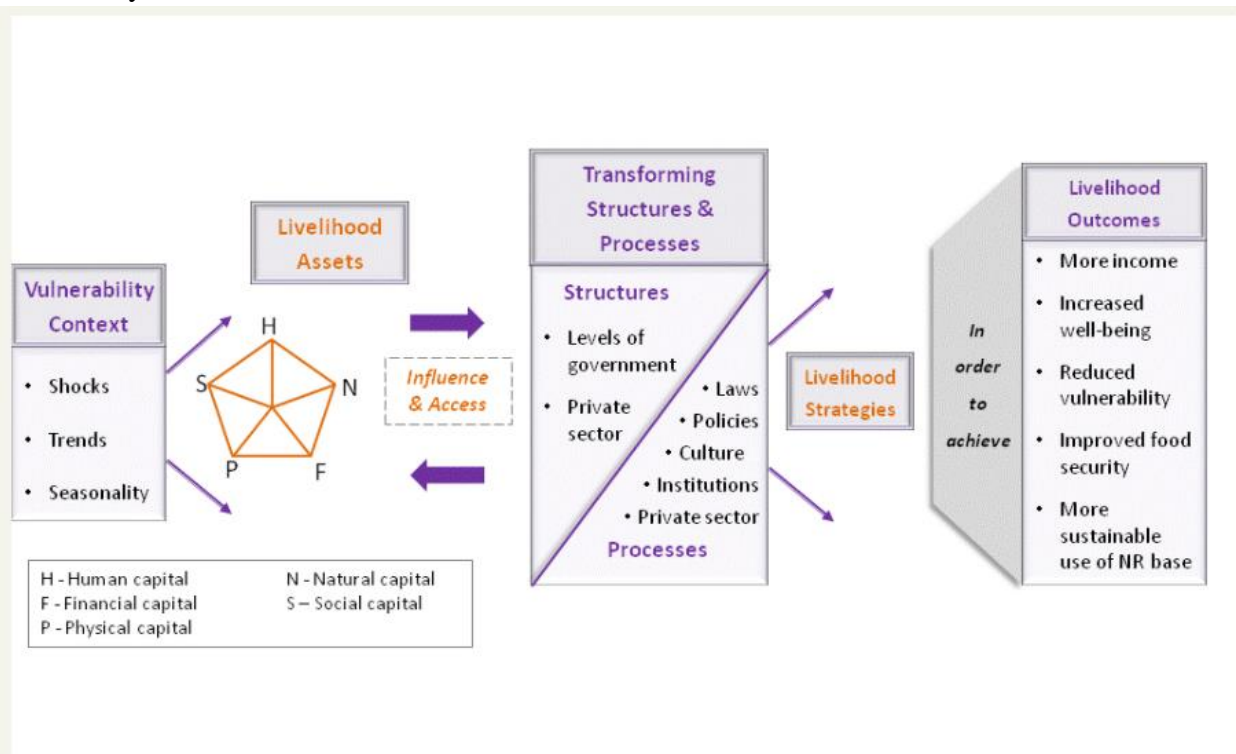 Vulnerability
Context
• Shocks
• Trends
• Seasonality
Livelihood
Assets
H
S
N
P
F
Influence
& Access
Transforming
Structures &
Processes
Structures
• Levels of
government
• Private
sector
• Laws
• Policies
• Culture
• Institutions
• Private sector
Processes
Livelihood
Strategies
In
order
to
achieve
Livelihood
Outcomes
• More income
• Increased
well-being
• Reduced
vulnerability
• Improved food
security
• More
sustainable
use of NR base
H - Human capital
N - Natural capital
F - Financial capital
S – Social capital
P - Physical capital